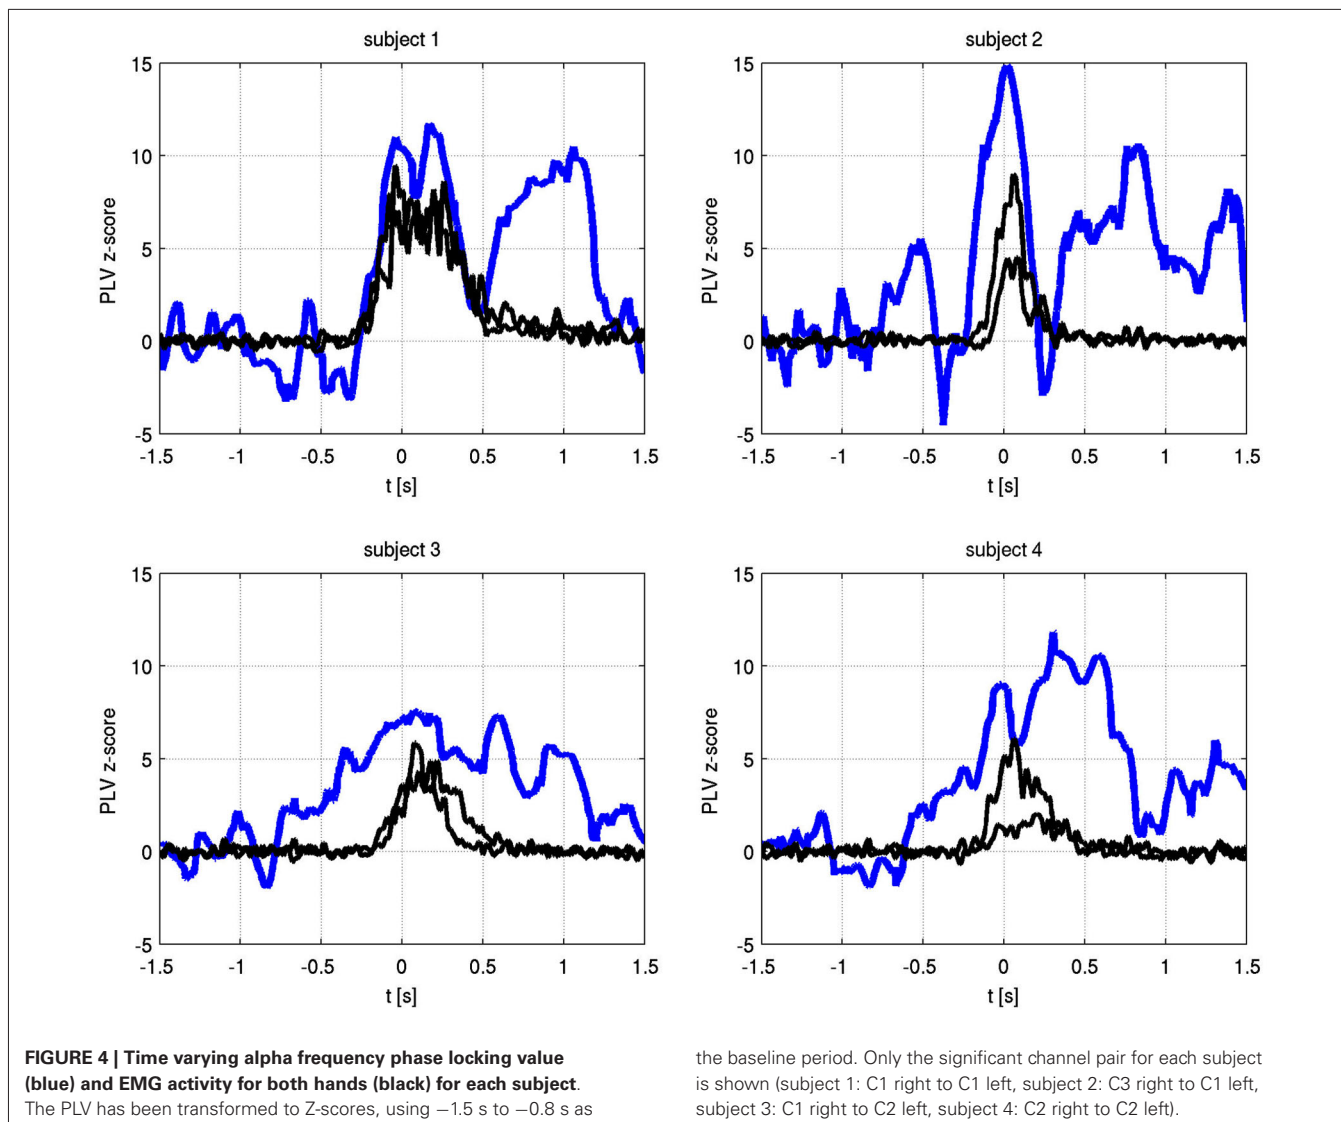 subject 1
15
10
5
0
-5
PLV z-score
-1.5 -1 -0.5 0 0.5 1 1.5
t [s]
subject 2
15
10
5
0
-5
PLV z-score
-1.5 -1 -0.5 0 0.5 1 1.5
t [s]
subject 3
15
10
5
0
-5
PLV z-score
-1.5 -1 -0.5 0 0.5 1 1.5
t [s]
subject 4
15
10
5
0
-5
PLV z-score
-1.5 -1 -0.5 0 0.5 1 1.5
t [s]
FIGURE 4 | Time varying alpha frequency phase locking value
(blue) and EMG activity for both hands (black) for each subject.
The PLV has been transformed to Z-scores, using −1.5 s to −0.8 s as
the baseline period. Only the significant channel pair for each subject
is shown (subject 1: C1 right to C1 left, subject 2: C3 right to C1 left,
subject 3: C1 right to C2 left, subject 4: C2 right to C2 left).